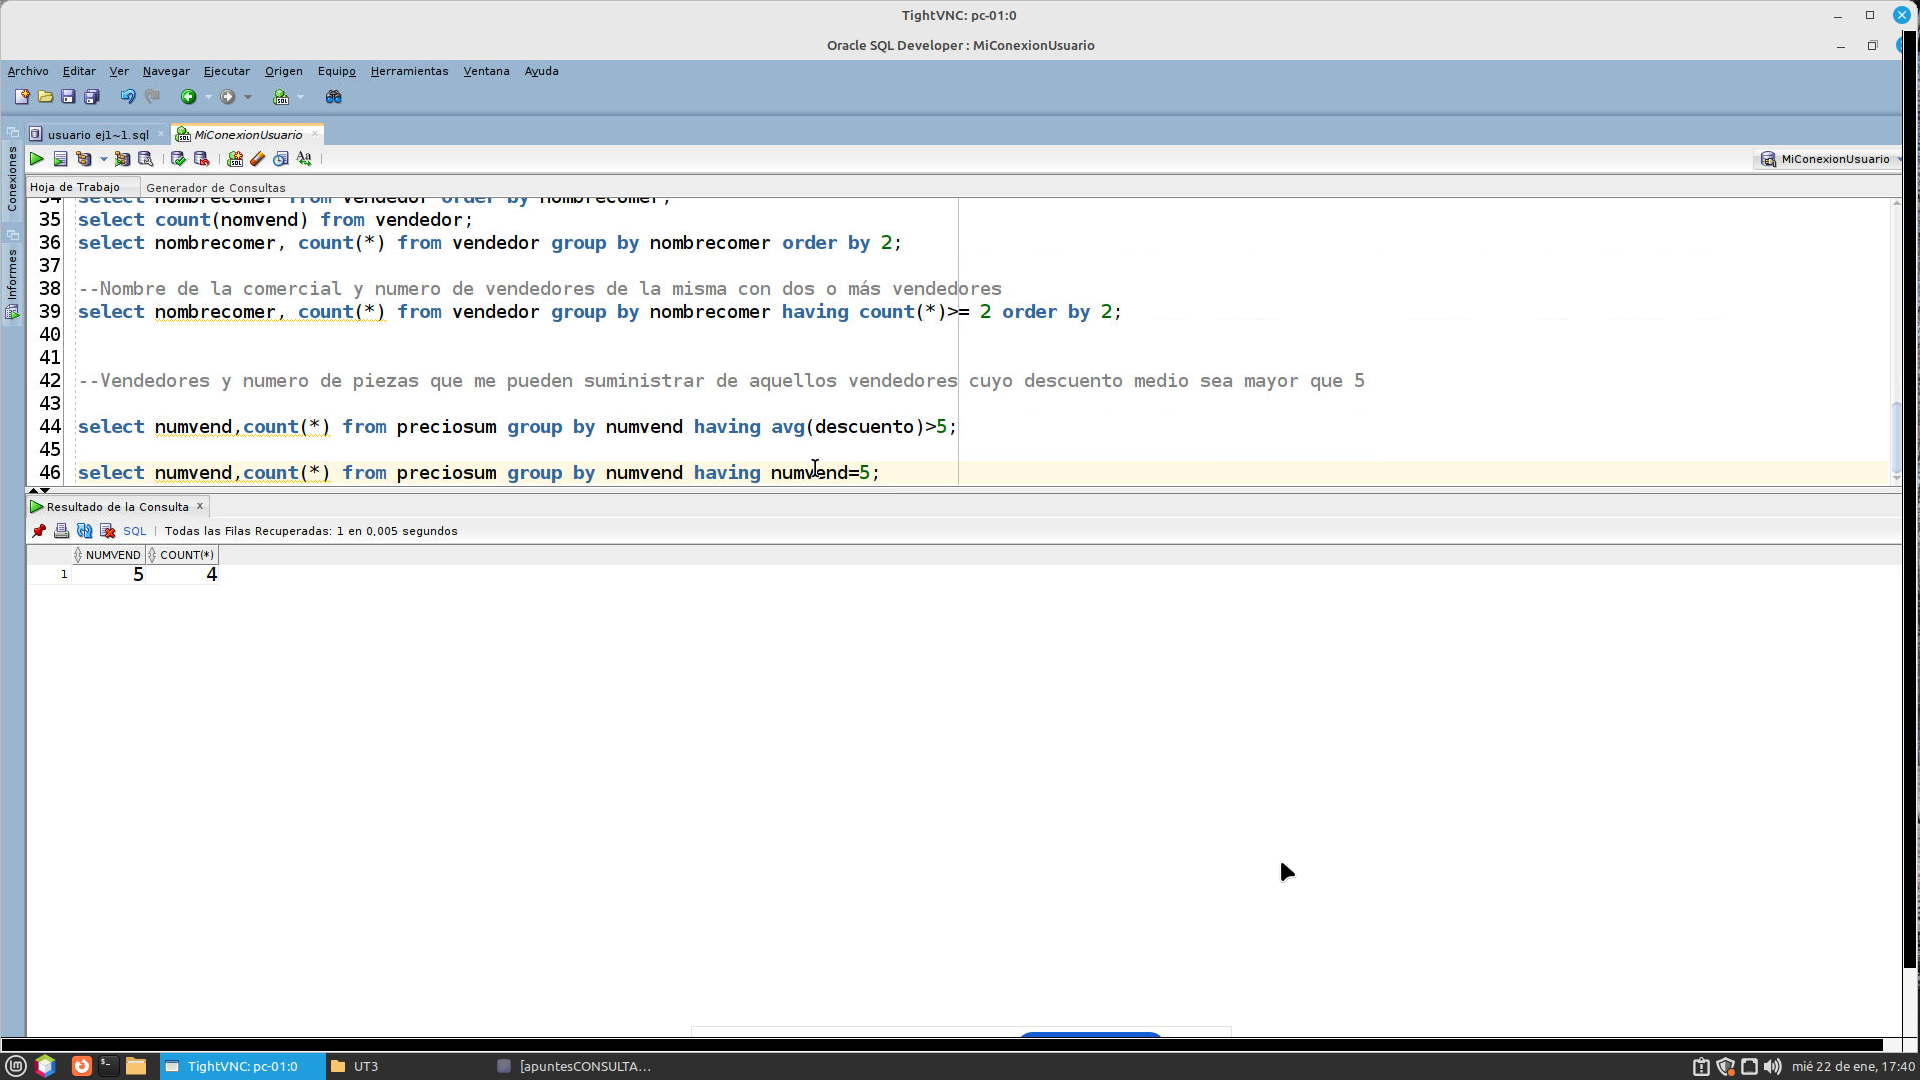 TightVNC: pc-01:0
Oracle SQL Developer : MiConexionUsuario
Archivo Editar Ver Navegar Ejecutar Origen Equipo Herramientas Ventana Ayuda
usuario ej1~1.sql MiConexionUsuario
MiConexionUsuario
Conexiones
Informes
Hoja de Trabajo Generador de Consultas
34 select nombrecomer from vendedor order by nombrecomer;
35 select count(nomvend) from vendedor;
36 select nombrecomer, count(*) from vendedor group by nombrecomer order by 2;
37
38 --Nombre de la comercial y numero de vendedores de la misma con dos o más vendedores
39 select nombrecomer, count(*) from vendedor group by nombrecomer having count(*)>= 2 order by 2;
40
41
42 --Vendedores y numero de piezas que me pueden suministrar de aquellos vendedores cuyo descuento medio sea mayor que 5
43
44 select numvend,count(*) from preciosum group by numvend having avg(descuento)>5;
45
46 select numvend,count(*) from preciosum group by numvend having numvend=5;
Resultado de la Consulta
SQL | Todas las Filas Recuperadas: 1 en 0,005 segundos
NUMVEND COUNT(*)
1 5 4
TightVNC: pc-01:0 UT3 [apuntesCONSULTA... mié 22 de ene, 17:40